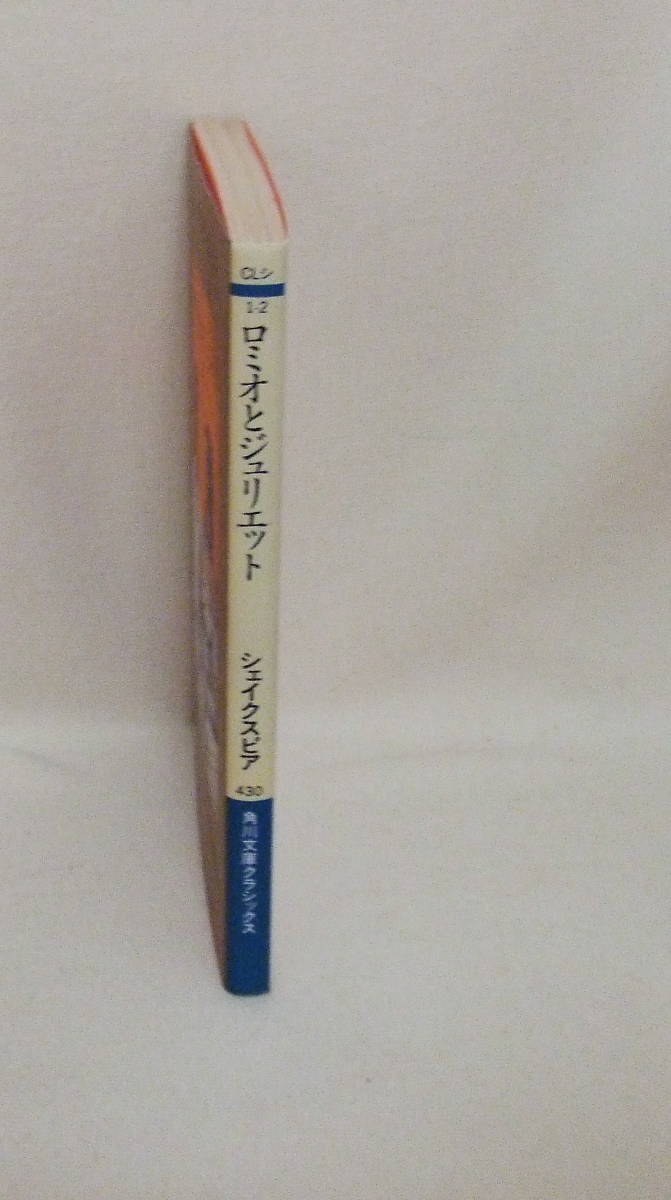 CLシ
1-2
ロミオとジュリエット
シェイクスピア
430
角川文庫クラシックス